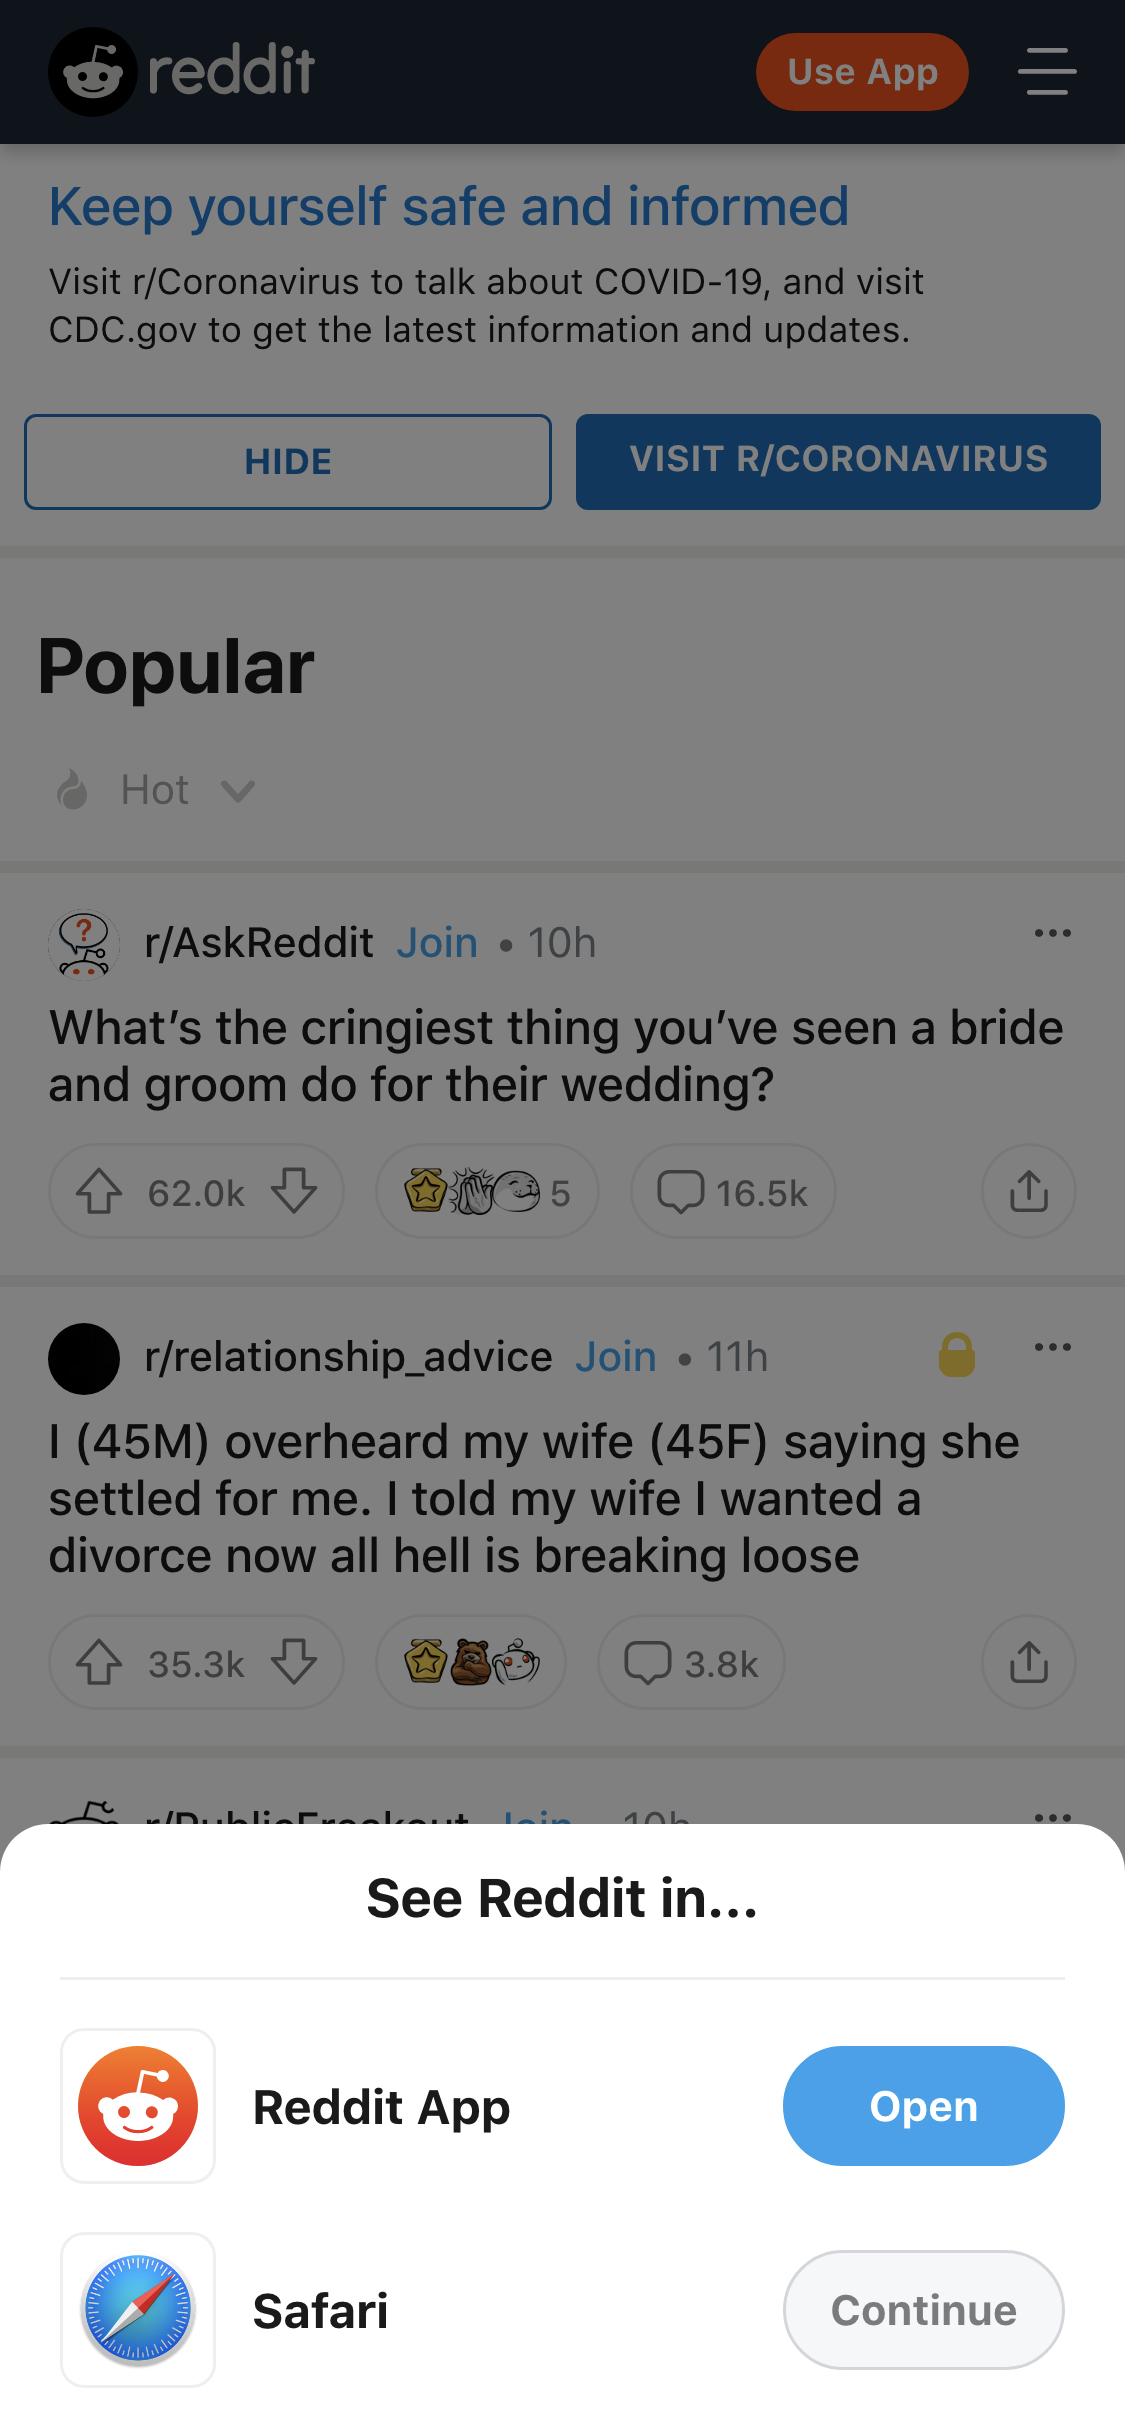 reddit
Use App
Keep yourself safe and informed
Visit r/Coronavirus to talk about COVID-19, and visit
CDC.gov to get the latest information and updates.
HIDE
VISIT R/CORONAVIRUS
Popular
Hot
r/AskReddit Join • 10h
What’s the cringiest thing you’ve seen a bride
and groom do for their wedding?
62.0k
5
16.5k
r/relationship_advice Join • 11h
I (45M) overheard my wife (45F) saying she
settled for me. I told my wife I wanted a
divorce now all hell is breaking loose
35.3k
3.8k
r/PublicFreakout Join 10h
See Reddit in...
Reddit App
Open
Safari
Continue